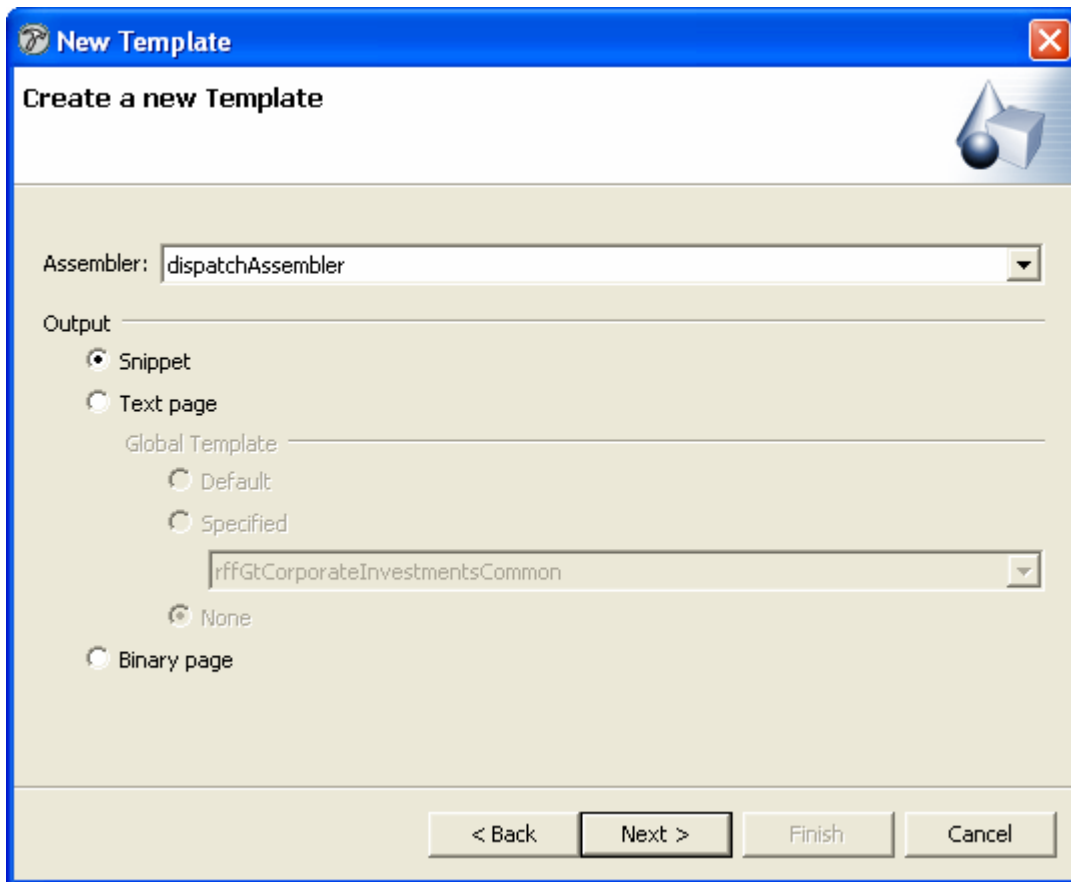 New Template
Create a new Template
Assembler: dispatchAssembler
Output
Snippet
Text page
Global Template
Default
Specified
rffGtCorporateInvestmentsCommon
None
Binary page
< Back Next > Finish Cancel